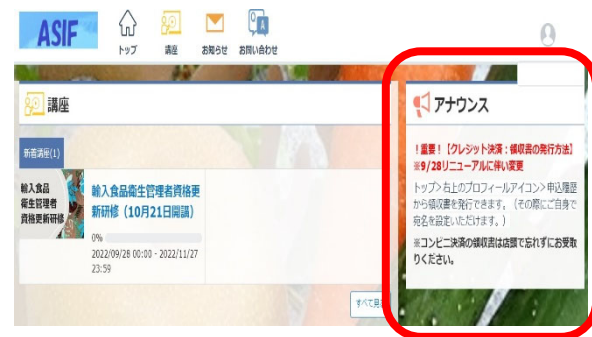 ASIF
トップ
講座
お知らせ
お問い合わせ
講座
新着講座(1)
輸入食品
衛生管理者
資格更新研修
輸入食品衛生管理者資格更
新研修（10月21日開講）
0%
2022/09/28 00:00 - 2022/11/27
23:59
すべて見
アナウンス
！重要！【クレジット決済：領収書の発行方法】
※9/28リニューアルに伴い変更
トップ＞右上のプロフィールアイコン＞申込履歴
から領収書を発行できます。（その際にご自身で
宛名を設定いただけます。）
※コンビニ決済の領収書は店頭で忘れずにお受取
りください。